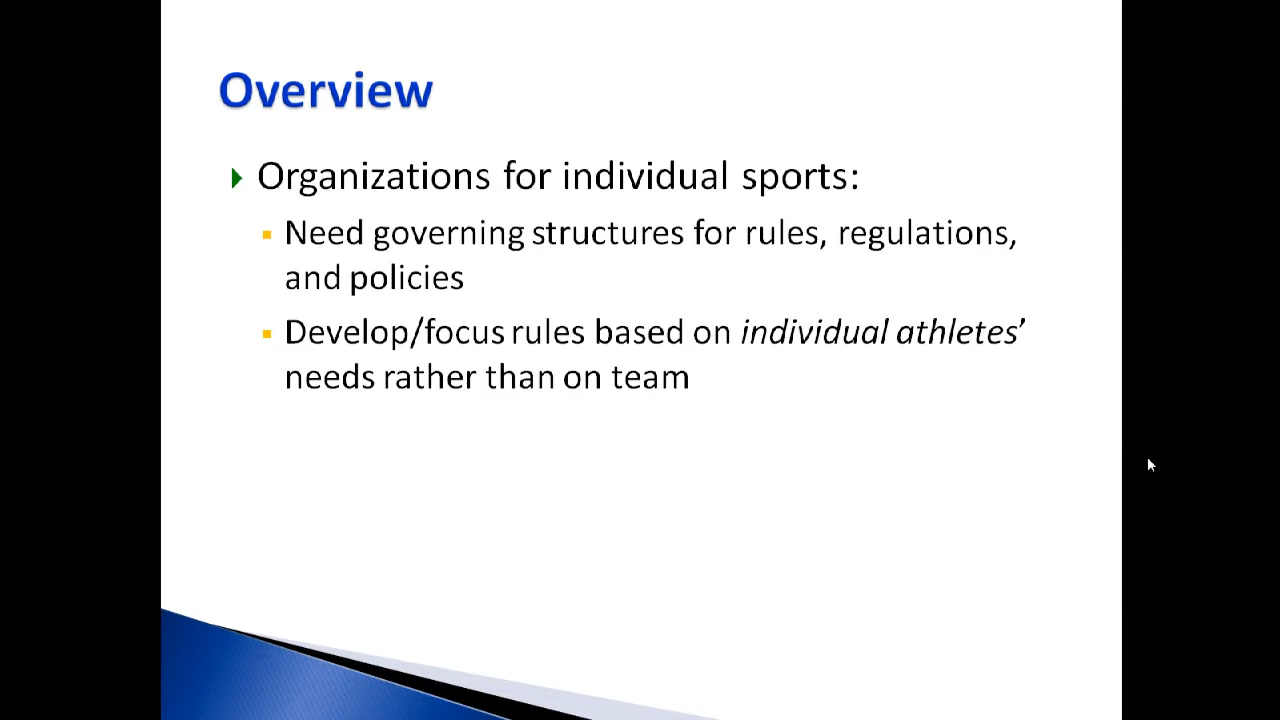 Overview
Organizations for individual sports:
Need governing structures for rules, regulations,
and policies
Develop/focus rules based on individual athletes’
needs rather than on team